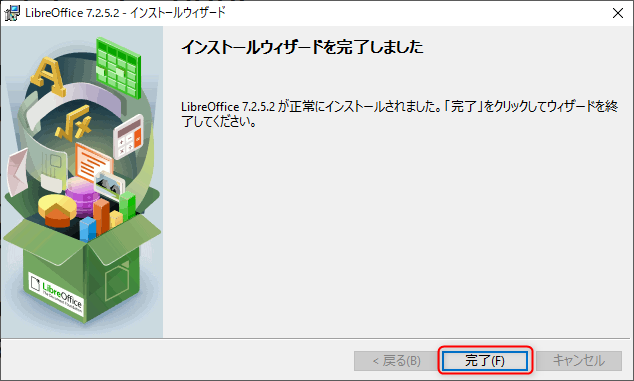 LibreOffice 7.2.5.2 - インストールウィザード
インストールウィザードを完了しました
LibreOffice 7.2.5.2 が正常にインストールされました。「完了」をクリックしてウィザードを終
了してください。
LibreOffice
The Document Foundation
< 戻る(B)
完了(F)
キャンセル